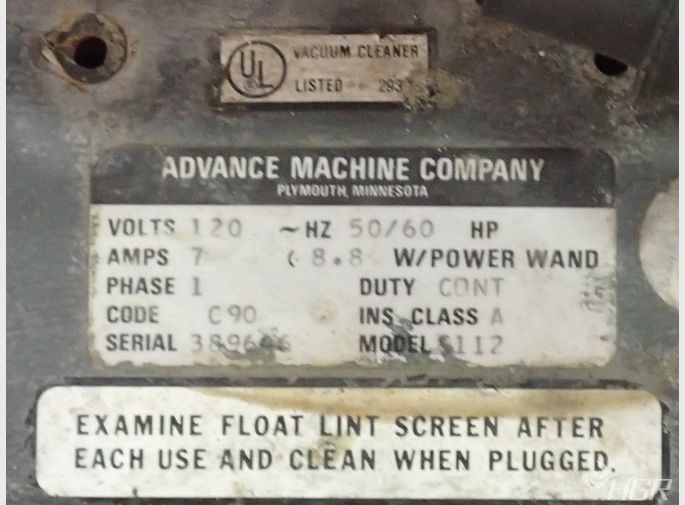 UL
®
VACUUM CLEANER
LISTED 293
ADVANCE MACHINE COMPANY
PLYMOUTH, MINNESOTA
VOLTS 120 ~HZ 50/60 HP
AMPS 7 ( 8.8 W/POWER WAND
PHASE 1 DUTY CONT
CODE C90 INS. CLASS A
SERIAL MODEL S112
EXAMINE FLOAT LINT SCREEN AFTER
EACH USE AND CLEAN WHEN PLUGGED.
HGR